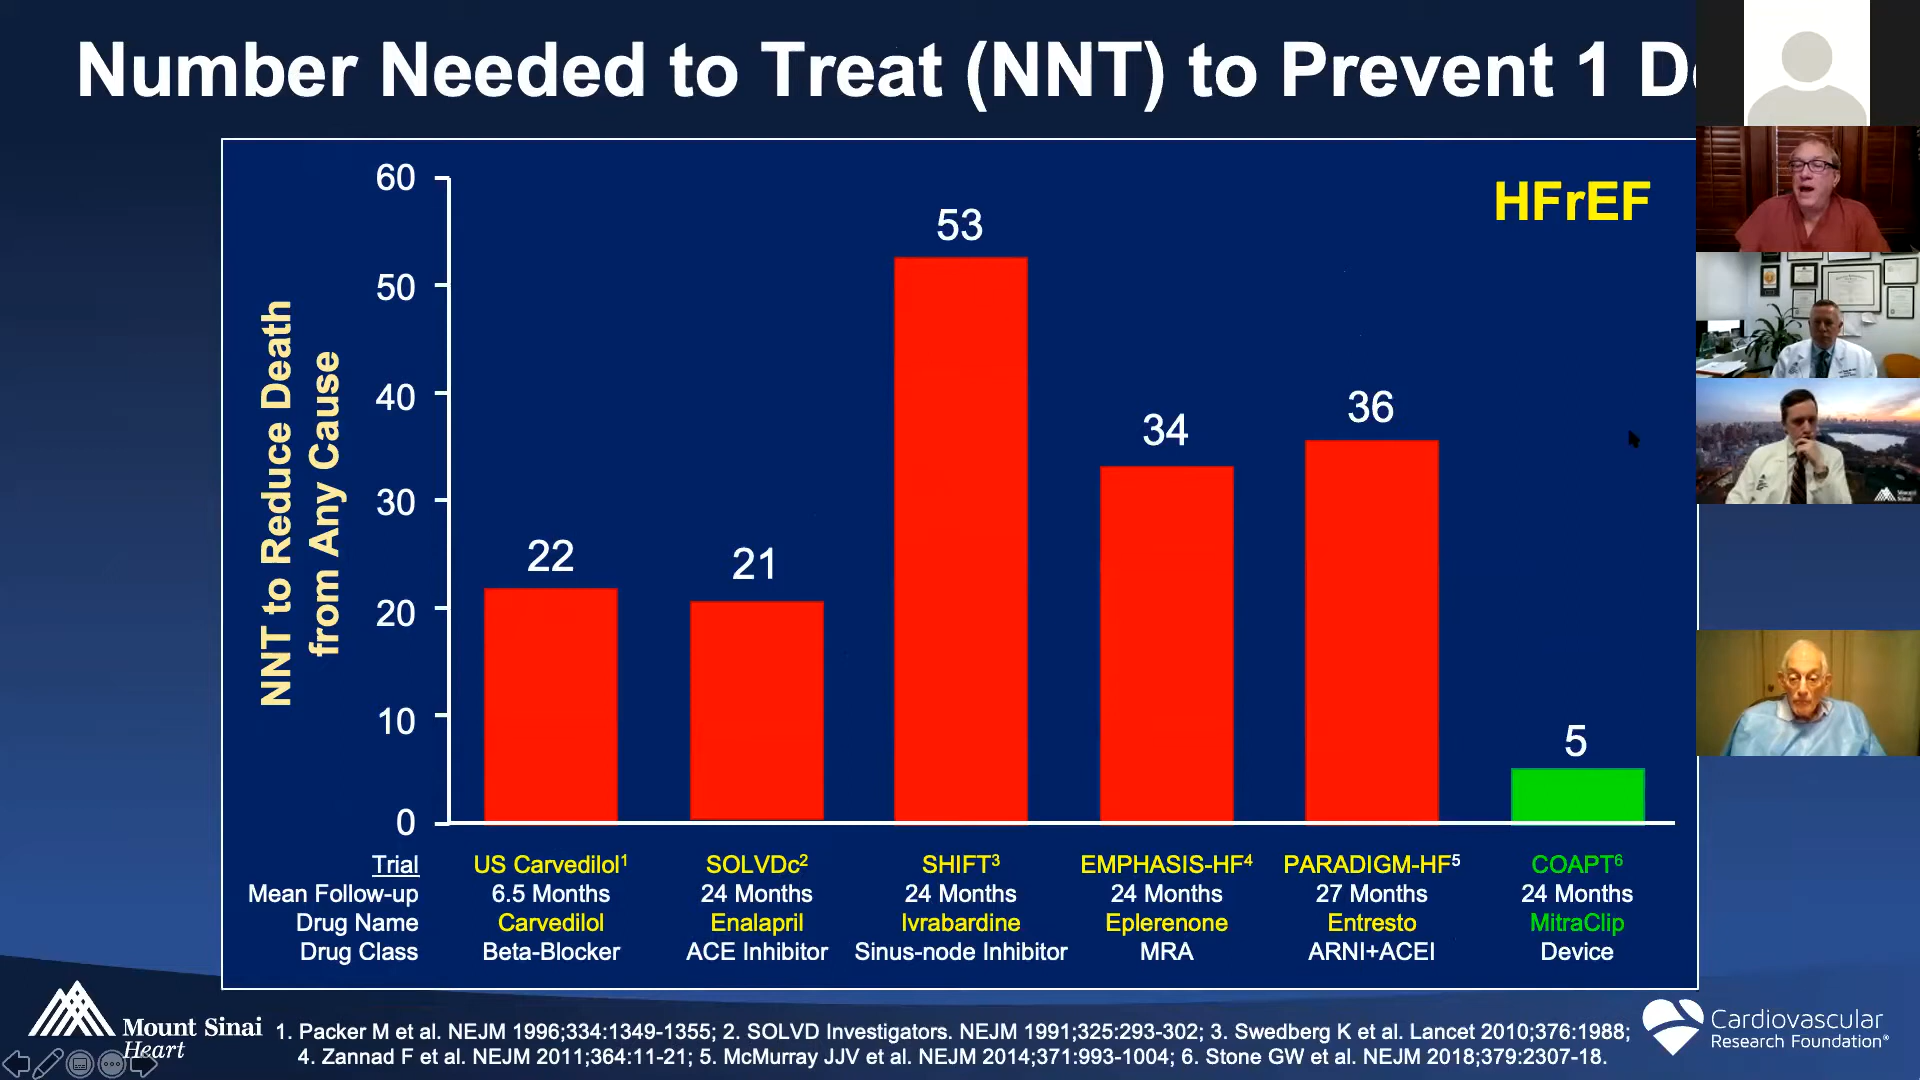 Number Needed to Treat (NNT) to Prevent 1 D
HFrEF
NNT to Reduce Death
from Any Cause
60
50
40
30
20
10
0
22
21
53
34
36
5
Trial US Carvedilol¹ SOLVDc² SHIFT³ EMPHASIS-HF⁴ PARADIGM-HF⁵ COAPT⁶
Mean Follow-up 6.5 Months 24 Months 24 Months 24 Months 27 Months 24 Months
Drug Name Carvedilol Enalapril Ivrabardine Eplerenone Entresto MitraClip
Drug Class Beta-Blocker ACE Inhibitor Sinus-node Inhibitor MRA ARNI+ACEI Device
Mount Sinai
Heart
1. Packer M et al. NEJM 1996;334:1349-1355; 2. SOLVD Investigators. NEJM 1991;325:293-302; 3. Swedberg K et al. Lancet 2010;376:1988;
4. Zannad F et al. NEJM 2011;364:11-21; 5. McMurray JJV et al. NEJM 2014;371:993-1004; 6. Stone GW et al. NEJM 2018;379:2307-18.
Cardiovascular
Research Foundation®
Mount
Sinai